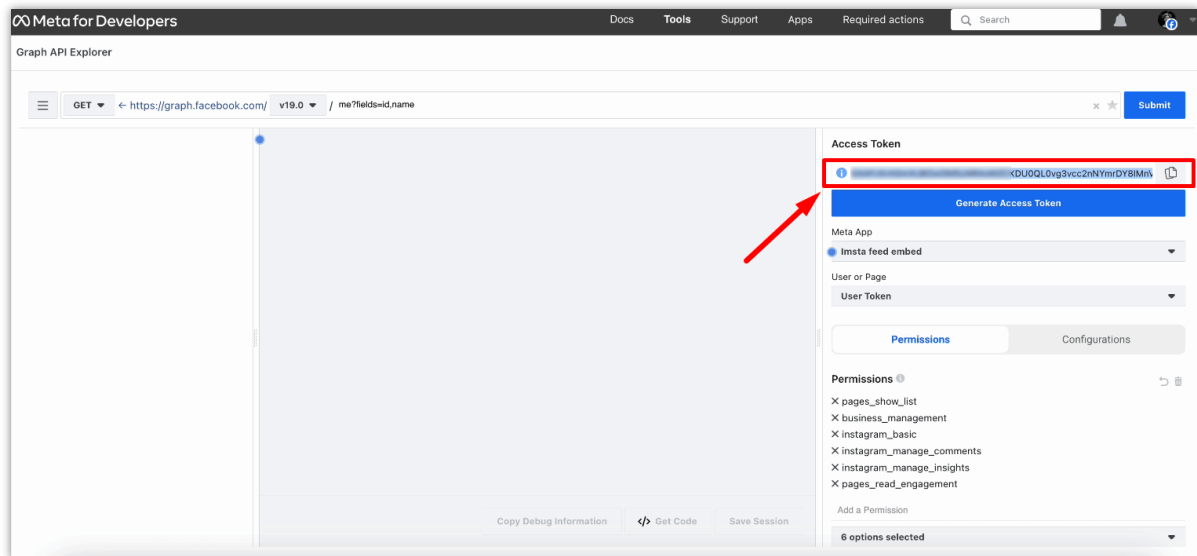 Meta for Developers
Docs Tools Support Apps Required actions Search
Graph API Explorer
GET ← https://graph.facebook.com/ v19.0 / me?fields=id,name Submit
Access Token
KDU0QL0vg3vcc2nNYmrDY8IMn
Generate Access Token
Meta App
Imsta feed embed
User or Page
User Token
Permissions Configurations
Permissions
pages_show_list
business_management
instagram_basic
instagram_manage_comments
instagram_manage_insights
pages_read_engagement
Add a Permission
Copy Debug Information </> Get Code Save Session
6 options selected